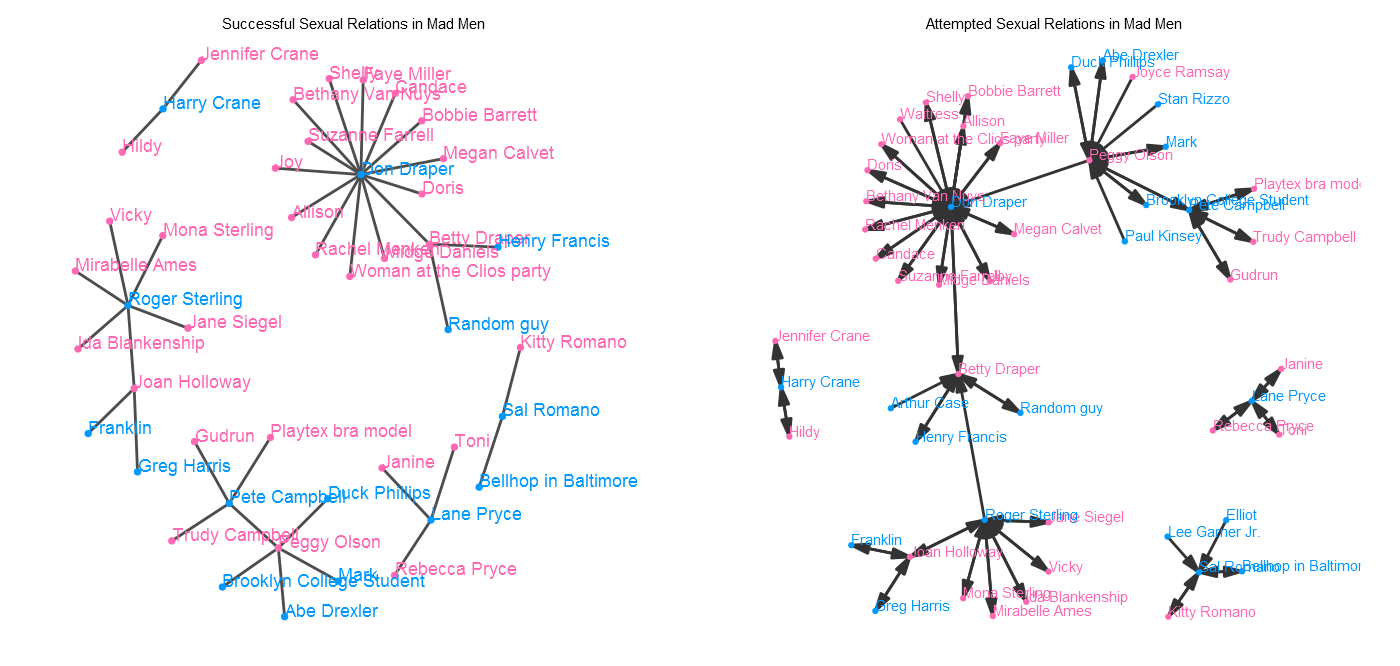 Successful Sexual Relations in Mad Men
Jennifer Crane
Harry Crane
Hildy
Shelly
Faye Miller
Bethany Van Nuys
Candace
Bobbie Barrett
Suzanne Farrell
Megan Calvet
Joy
Don Draper
Doris
Allison
Betty Draper
Henry Francis
Rachel Menken
Midge Daniels
Woman at the Clios party
Random guy
Vicky
Mona Sterling
Mirabelle Ames
Roger Sterling
Jane Siegel
Ida Blankenship
Joan Holloway
Franklin
Greg Harris
Kitty Romano
Sal Romano
Bellhop in Baltimore
Gudrun
Playtex bra model
Toni
Janine
Pete Campbell
Duck Phillips
Lane Pryce
Trudy Campbell
Peggy Olson
Rebecca Pryce
Brooklyn College Student
Mark
Abe Drexler
Attempted Sexual Relations in Mad Men
Abe Drexler
Duck Phillips
Joyce Ramsay
Stan Rizzo
Mark
Peggy Olson
Shelly
Bobbie Barrett
Waitress
Allison
Woman at the Clios party
Faye Miller
Doris
Bethany Van Nuys
Don Draper
Rachel Menken
Megan Calvet
Candace
Suzanne Farrell
Midge Daniels
Playtex bra mode
Brooklyn College Student
Pete Campbell
Paul Kinsey
Trudy Campbell
Gudrun
Jennifer Crane
Harry Crane
Hildy
Betty Draper
Arthur Case
Random guy
Henry Francis
Janine
Lane Pryce
Rebecca Pryce
Toni
Roger Sterling
Jane Siegel
Franklin
Joan Holloway
Vicky
Mona Sterling
Ida Blankenship
Greg Harris
Mirabelle Ames
Elliot
Lee Garner Jr.
Sal Romano
Bellhop in Baltimor
Kitty Romano